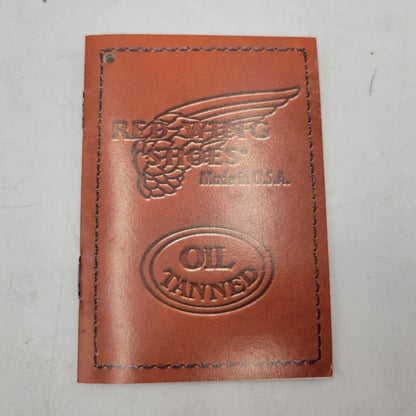 RED WING
SHOES®
Made in U.S.A.
OIL
TANNED